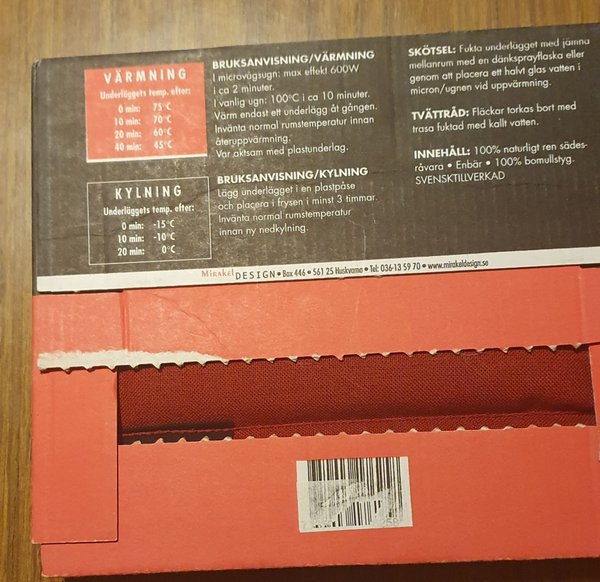 VÄRMNING
Underläggets temp. efter:
0 min: 75°C
10 min: 70°C
20 min: 60°C
40 min: 45°C
KYLNING
Underläggets temp. efter:
0 min: -15°C
10 min: -10°C
20 min: 0°C
BRUKSANVISNING/VÄRMNING
I microvågsugn: max effekt 600W
i ca 2 minuter.
I vanlig ugn: 100°C i ca 10 minuter.
Värm endast ett underlägg åt gången.
Invänta normal rumstemperatur innan
återuppvärmning.
Var aktsam med plastunderlag.
BRUKSANVISNING/KYLNING
Lägg underlägget i en plastpåse
och placera i frysen i minst 3 timmar.
Invänta normal rumstemperatur
innan ny nedkylning.
SKÖTSEL: Fukta underlägget med jämna
mellanrum med en dänksprayflaska eller
genom att placera ett halvt glas vatten i
micron/ugnen vid uppvärmning.
TVÄTTRÅD: Fläckar torkas bort med
trasa fuktad med kallt vatten.
INNEHÅLL: 100% naturligt ren sädes-
råvara • Enbär • 100% bomullstyg.
SVENSKTILLVERKAD
MIRAKEL DESIGN • Box 446 • 561 25 Huskvarna • Tel: 036-13 59 70 • www.mirakeldesign.se